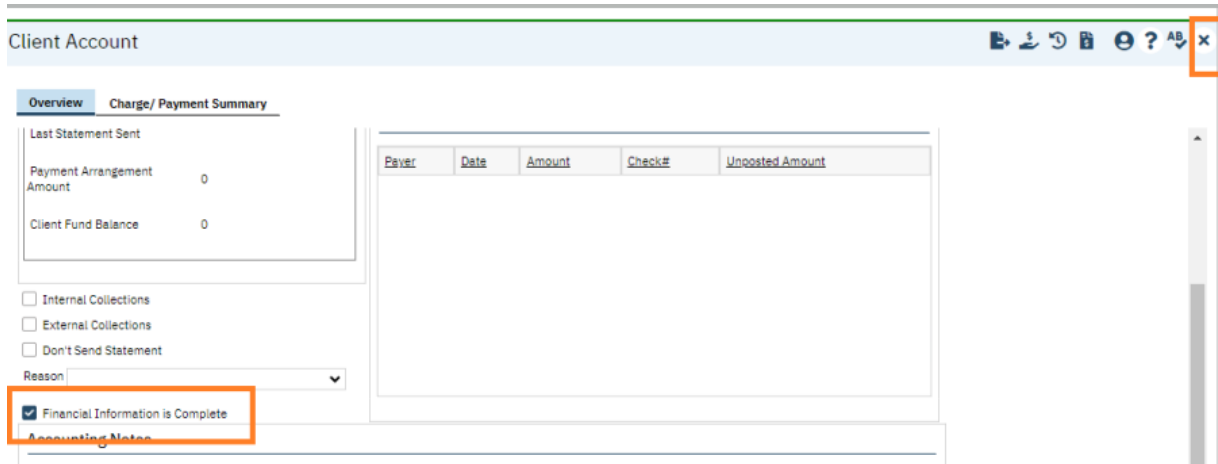 Client Account
? AB
Overview Charge/ Payment Summary
Last Statement Sent
Payment Arrangement
Amount
0
Client Fund Balance 0
Payer Date Amount Check# Unposted Amount
Internal Collections
External Collections
Don't Send Statement
Reason
Financial Information is Complete
Accounting Notes